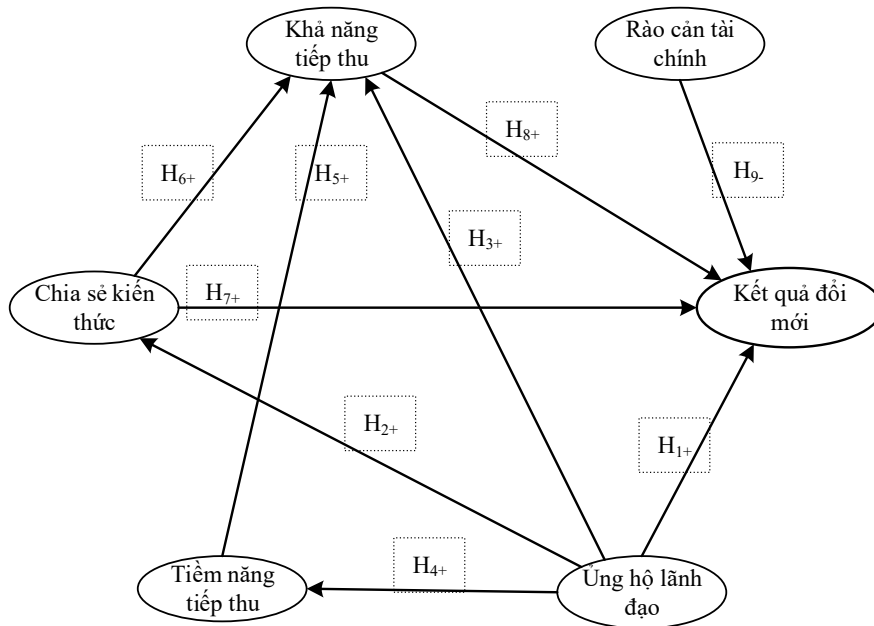 Khả năng
tiếp thu
Rào cản tài
chính
H8+
H6+
H5+
H9-
H3+
Chia sẻ kiến
thức
H7+
Kết quả đổi
mới
H2+
H1+
Tiềm năng
tiếp thu
H4+
Ủng hộ lãnh
đạo